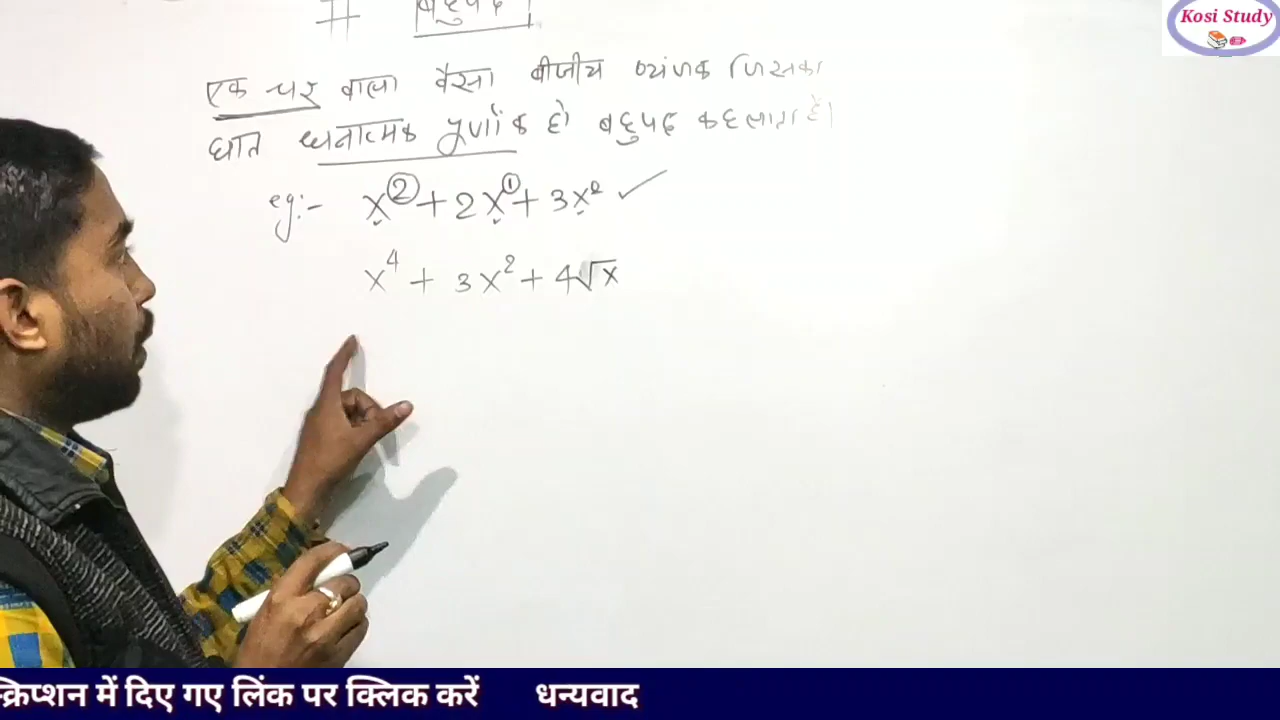 # बहुपद
Kosi Study
एक चर वाला वैसा बीजीय व्यंजक जिसका
घात धनात्मक पूर्णांक हो बहुपद कहलाता है।
eg:- x² + 2x¹ + 3x² ✓
x⁴ + 3x² + 4√x
क्रिप्शन में दिए गए लिंक पर क्लिक करें धन्यवाद